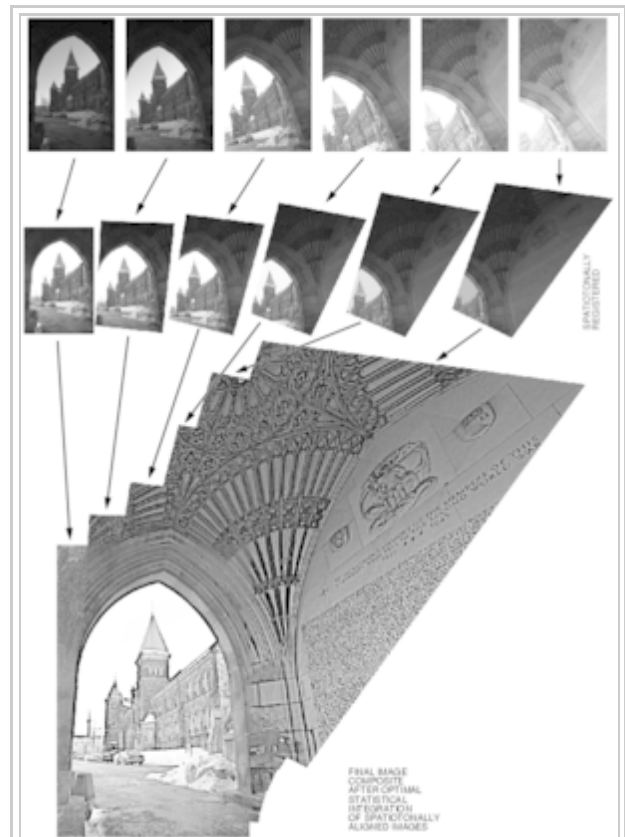 SPATIOTONALLY
REGISTERED
FINAL IMAGE
COMPOSITE
AFTER OPTIMAL
STATISTICAL
INTEGRATION
OF SPATIOTONALLY
ALIGNED IMAGES